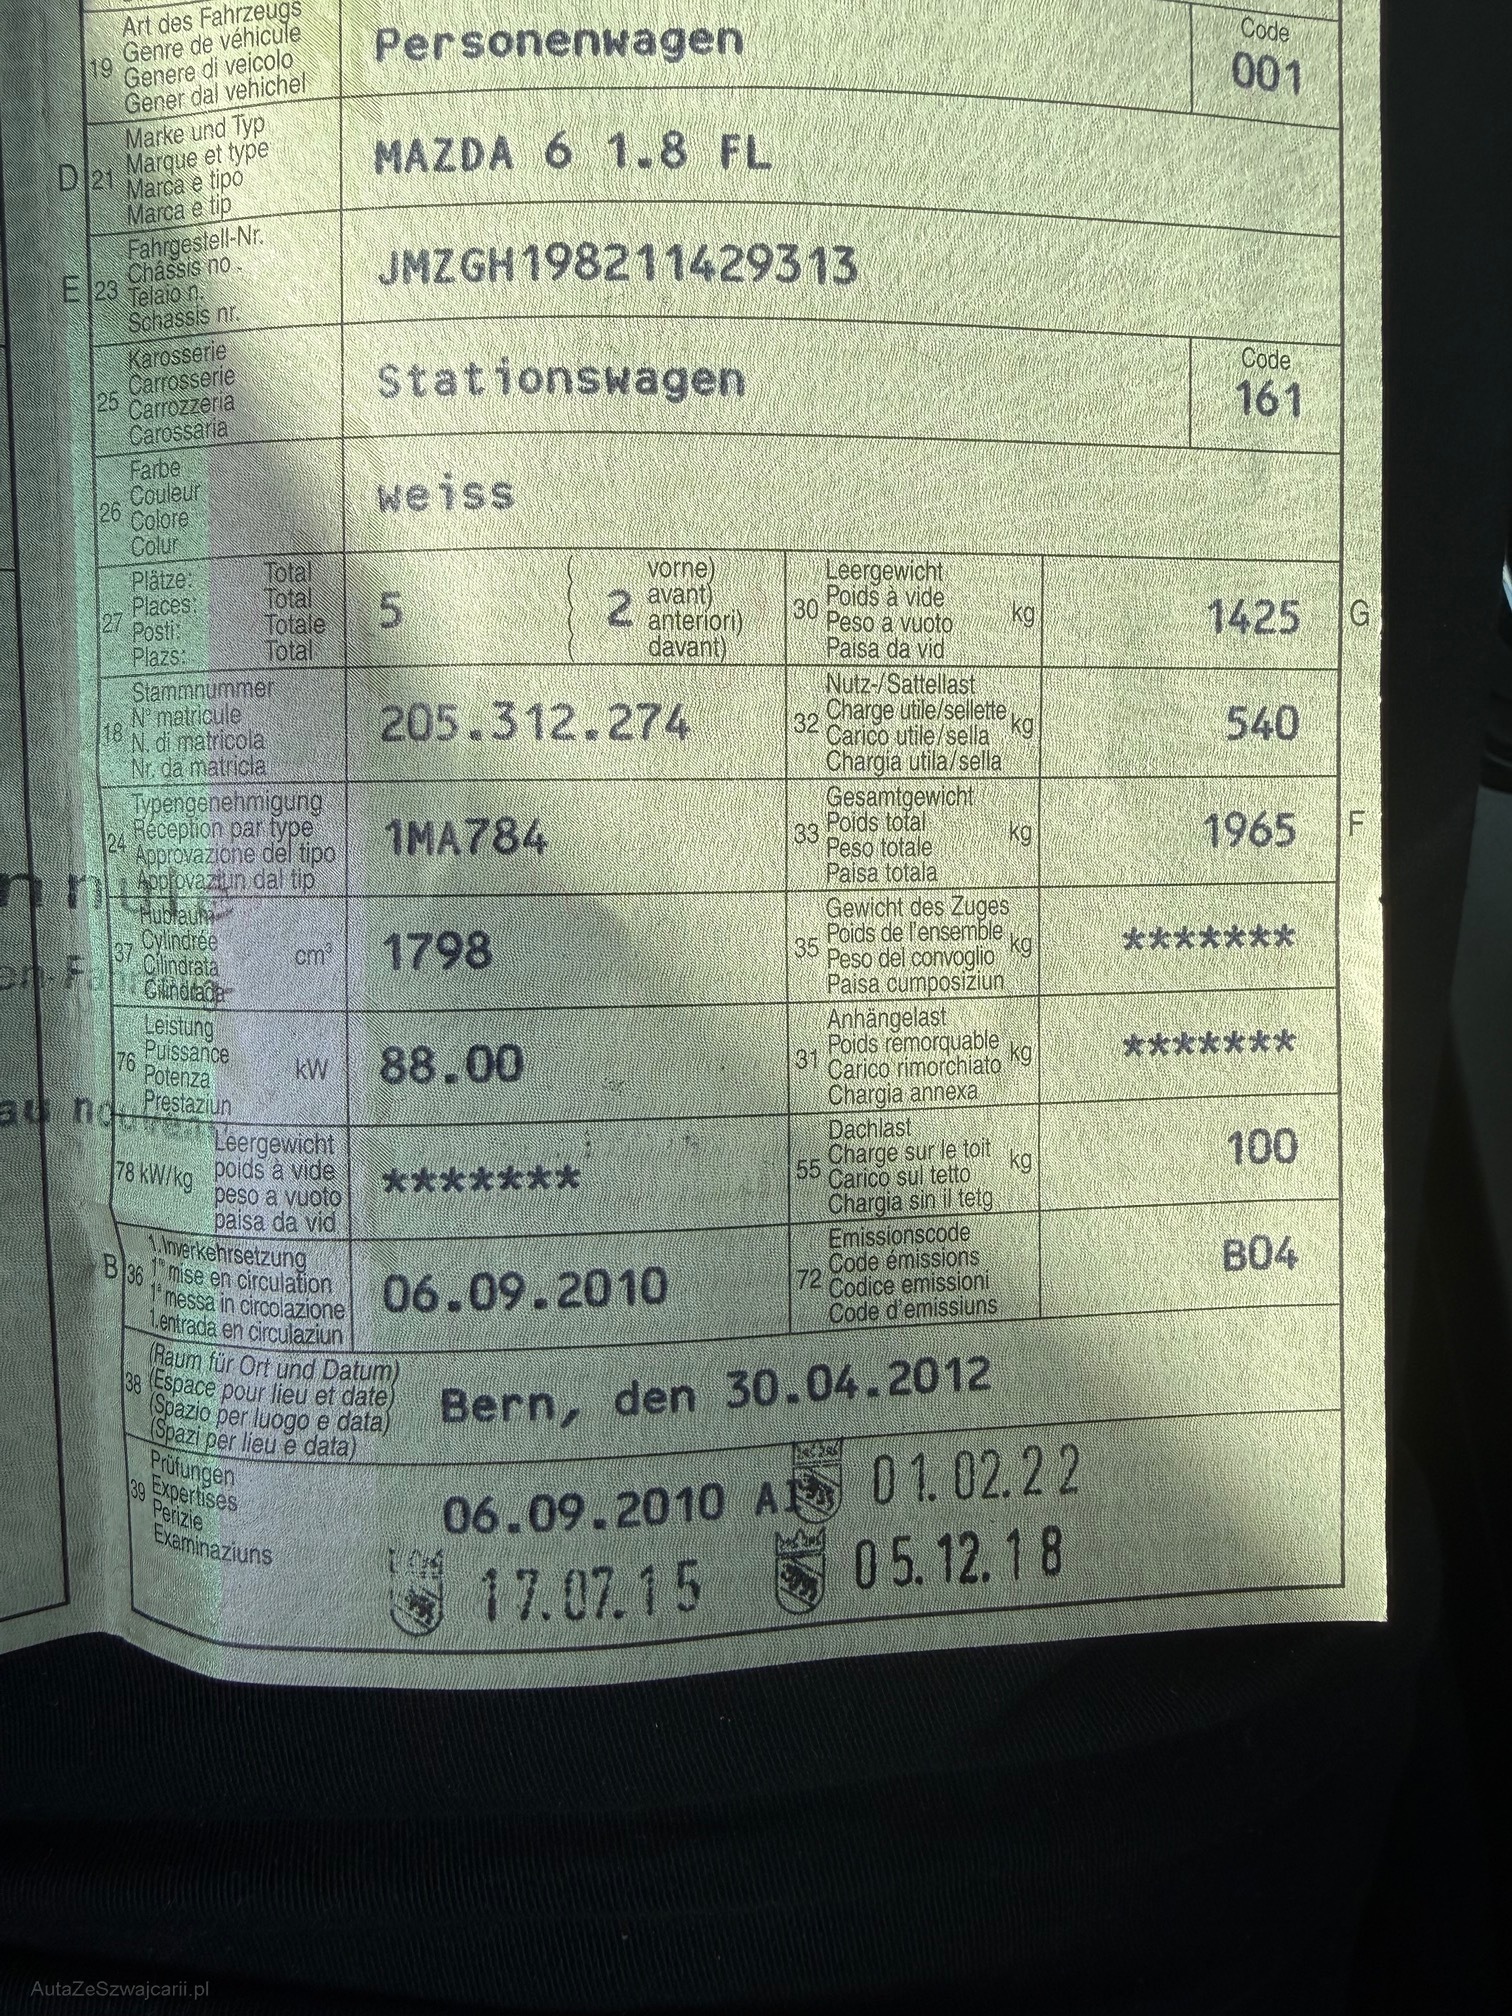 19 Art des Fahrzeugs
Genre de véhicule
Genere di veicolo
Gener dal vehichel
Personenwagen
Code
001
D 21 Marke und Typ
Marque et type
Marca e tipo
Marca e tip
MAZDA 6 1.8 FL
E 23 Fahrgestell-Nr.
Châssis no.
Telaio n.
Schassis nr.
JMZGH198211429313
25 Karosserie
Carrosserie
Carrozzeria
Carossaria
Stationswagen
Code
161
26 Farbe
Couleur
Colore
Colur
weiss
27 Plätze: Total
Places: Total
Posti: Totale
Plazs: Total
5 ( 2 vorne)
avant)
anteriori)
davant)
30 Leergewicht
Poids à vide
Peso a vuoto
Paisa da vid
kg
1425 G
18 Stammnummer
N° matricule
N. di matricola
Nr. da matricla
205.312.274
32 Nutz-/Sattellast
Charge utile/sellette
Carico utile/sella
Chargia utila/sella
kg
540
24 Typengenehmigung
Réception par type
Approvazione del tipo
Approvaziun dal tip
1MA784
33 Gesamtgewicht
Poids total
Peso totale
Paisa totala
kg
1965 F
37 Hubraum
Cylindrée
Cilindrata
Cilindrada
cm³
1798
35 Gewicht des Zuges
Poids de l'ensemble
Peso del convoglio
Paisa cumposiziun
kg
*******
76 Leistung
Puissance
Potenza
Prestaziun
kW
88.00
31 Anhängelast
Poids remorquable
Carico rimorchiato
Chargia annexa
kg
*******
78 kW/kg Leergewicht
poids à vide
peso a vuoto
paisa da vid
*******
55 Dachlast
Charge sur le toit
Carico sul tetto
Chargia sin il tetg
kg
100
B 36 1.Inverkehrsetzung
1re mise en circulation
1a messa in circolazione
1.entrada en circulaziun
06.09.2010
72 Emissionscode
Code émissions
Codice emissioni
Code d'emissiuns
B04
38 (Raum für Ort und Datum)
(Espace pour lieu et date)
(Spazio per luogo e data)
(Spazi per lieu e data)
Bern, den 30.04.2012
39 Prüfungen
Expertises
Perizie
Examinaziuns
06.09.2010
01.02.22
17.07.15
05.12.18
AutaZeSzwajcarii.pl